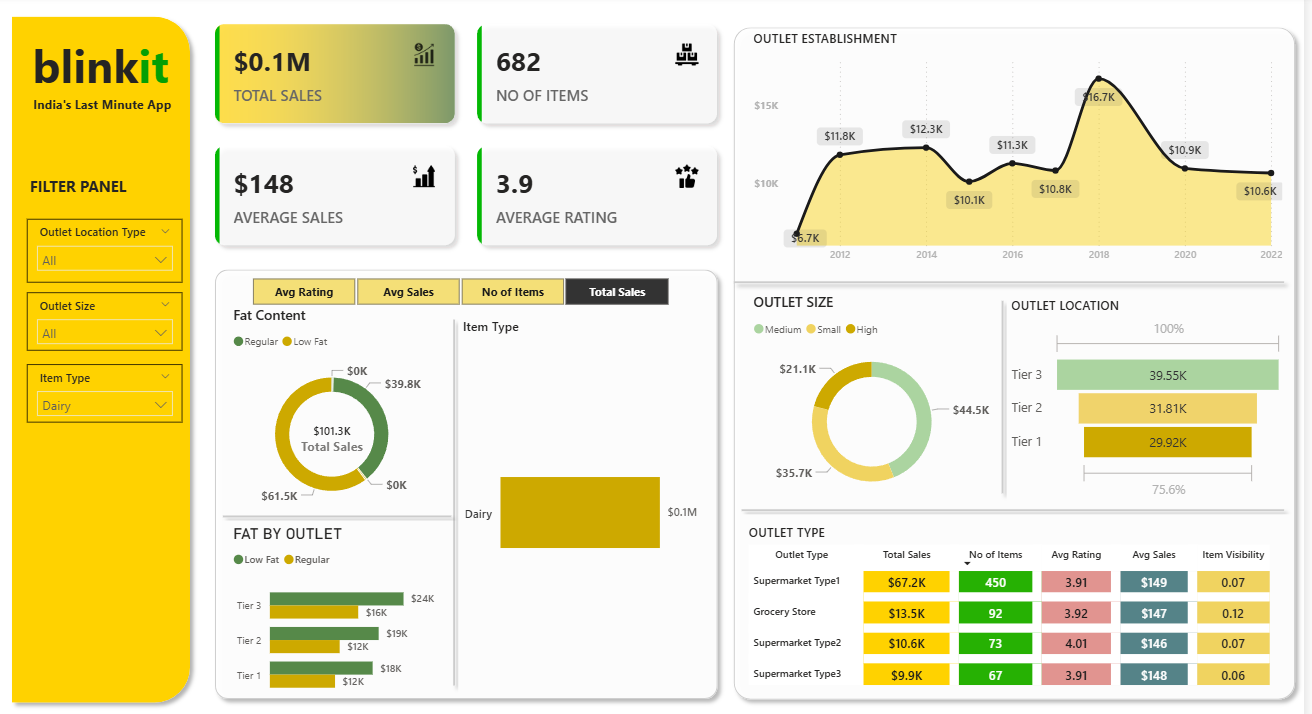 blinkit
India's Last Minute App
FILTER PANEL
Outlet Location Type
All
Outlet Size
All
Item Type
Dairy
$0.1M
TOTAL SALES
682
NO OF ITEMS
$148
AVERAGE SALES
3.9
AVERAGE RATING
Avg Rating Avg Sales No of Items Total Sales
Fat Content
Regular Low Fat
$0K
$39.8K
$101.3K
Total Sales
$0K
$61.5K
FAT BY OUTLET
Low Fat Regular
Tier 3 $24K
$16K
Tier 2 $19K
$12K
Tier 1 $18K
$12K
Item Type
Dairy $0.1M
OUTLET ESTABLISHMENT
$15K
$10K
$6.7K
$11.8K
$12.3K
$10.1K
$11.3K
$10.8K
$16.7K
$10.9K
$10.6K
2012 2014 2016 2018 2020 2022
OUTLET SIZE
Medium Small High
$21.1K
$44.5K
$35.7K
OUTLET LOCATION
100%
Tier 3 39.55K
Tier 2 31.81K
Tier 1 29.92K
75.6%
OUTLET TYPE
Outlet Type Total Sales No of Items Avg Rating Avg Sales Item Visibility
Supermarket Type1 $67.2K 450 3.91 $149 0.07
Grocery Store $13.5K 92 3.92 $147 0.12
Supermarket Type2 $10.6K 73 4.01 $146 0.07
Supermarket Type3 $9.9K 67 3.91 $148 0.06